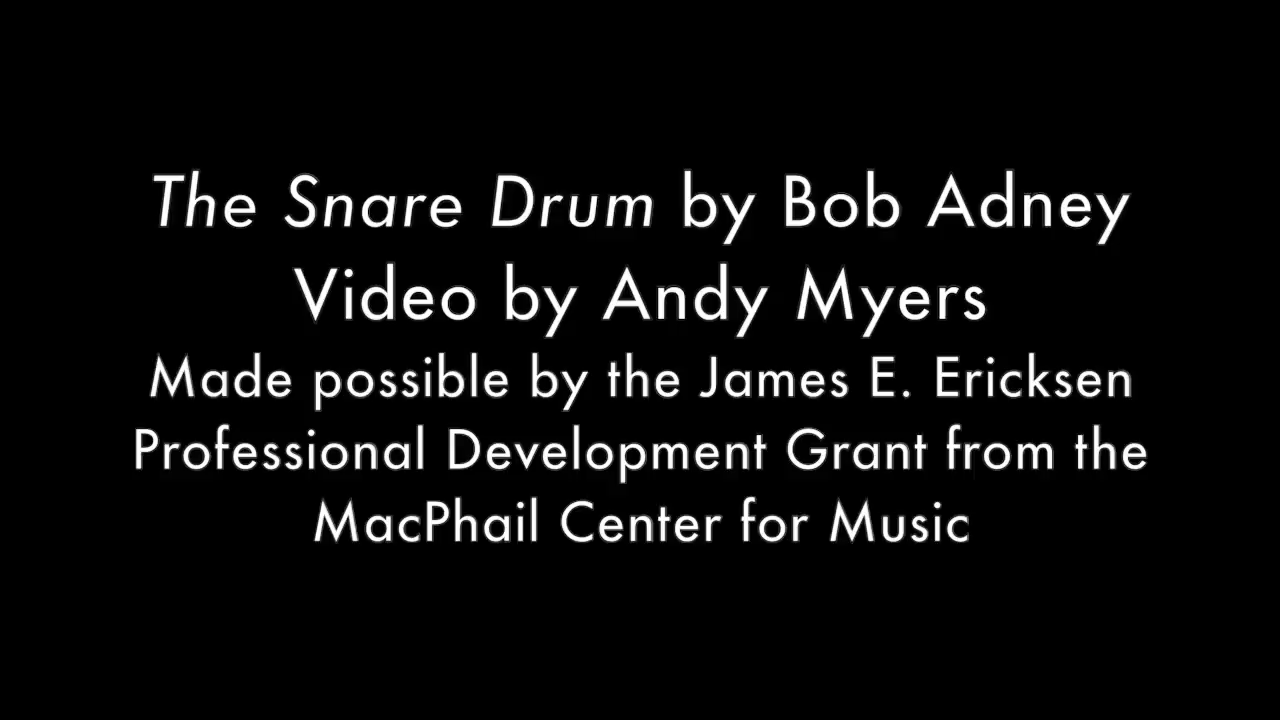 The Snare Drum by Bob Adney
Video by Andy Myers
Made possible by the James E. Ericksen
Professional Development Grant from the
MacPhail Center for Music